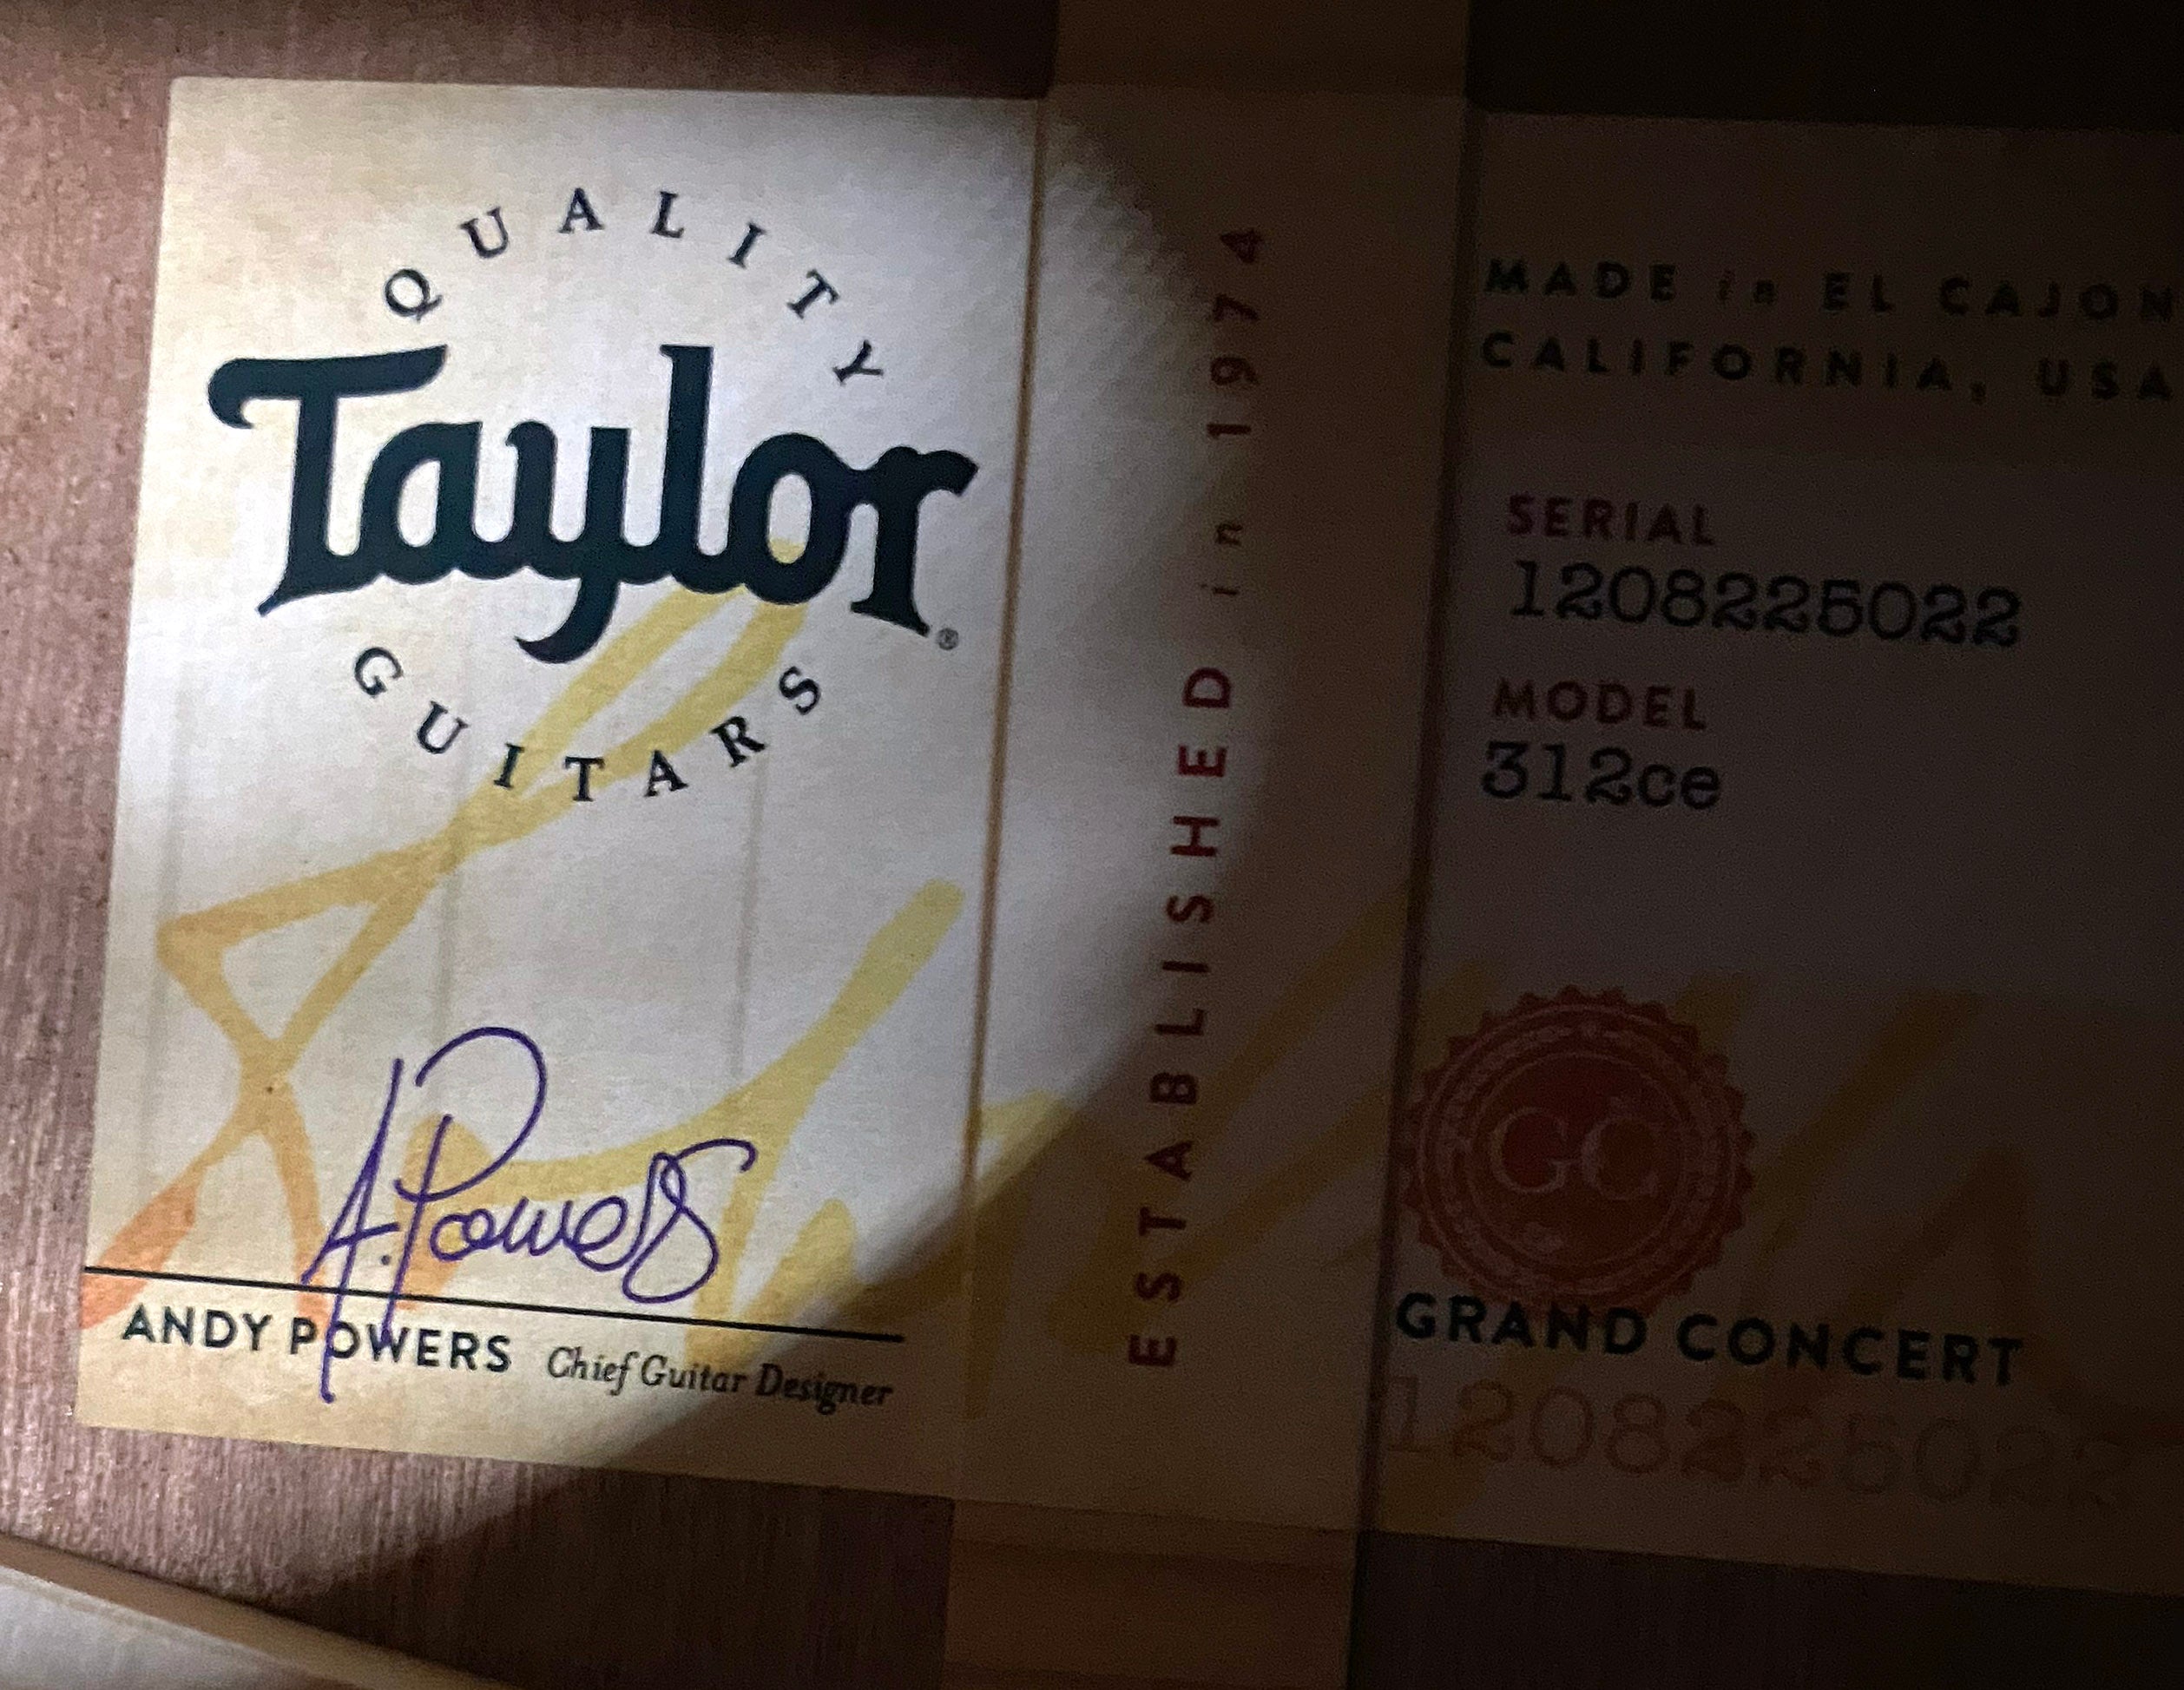 QUALITY
Taylor®
GUITARS
A. Powers
ANDY POWERS Chief Guitar Designer
ESTABLISHED in 1974
MADE in EL CAJON
CALIFORNIA, USA
SERIAL
1208225022
MODEL
312ce
GC
GRAND CONCERT
1208225022